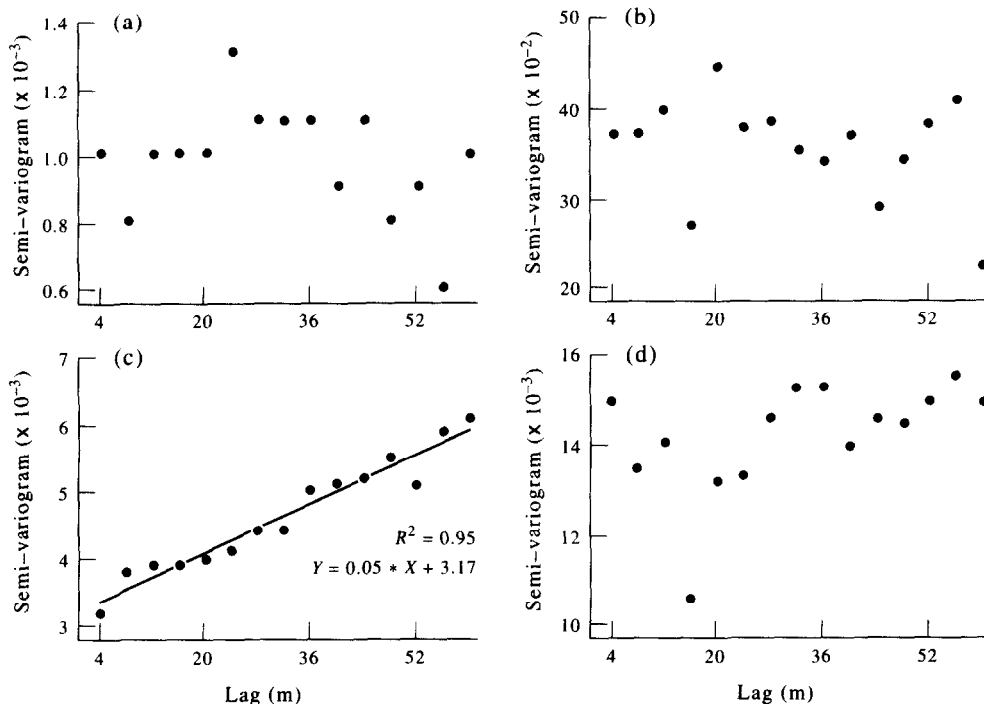 (a)
Semi-variogram (x 10⁻³)
1.4
1.2
1.0
0.8
0.6
4 20 36 52
(b)
Semi-variogram (x 10⁻²)
50
40
30
20
4 20 36 52
(c)
Semi-variogram (x 10⁻³)
7
6
5
4
3
R² = 0.95
Y = 0.05 * X + 3.17
4 20 36 52
Lag (m)
(d)
Semi-variogram (x 10⁻³)
16
14
12
10
4 20 36 52
Lag (m)